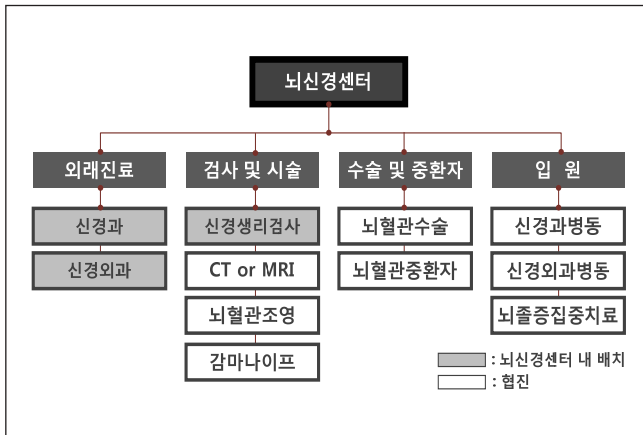 뇌신경센터
외래진료
신경과
신경외과
검사 및 시술
신경생리검사
CT or MRI
뇌혈관조영
감마나이프
수술 및 중환자
뇌혈관수술
뇌혈관중환자
입 원
신경과병동
신경외과병동
뇌졸증집중치료
: 뇌신경센터 내 배치
: 협진